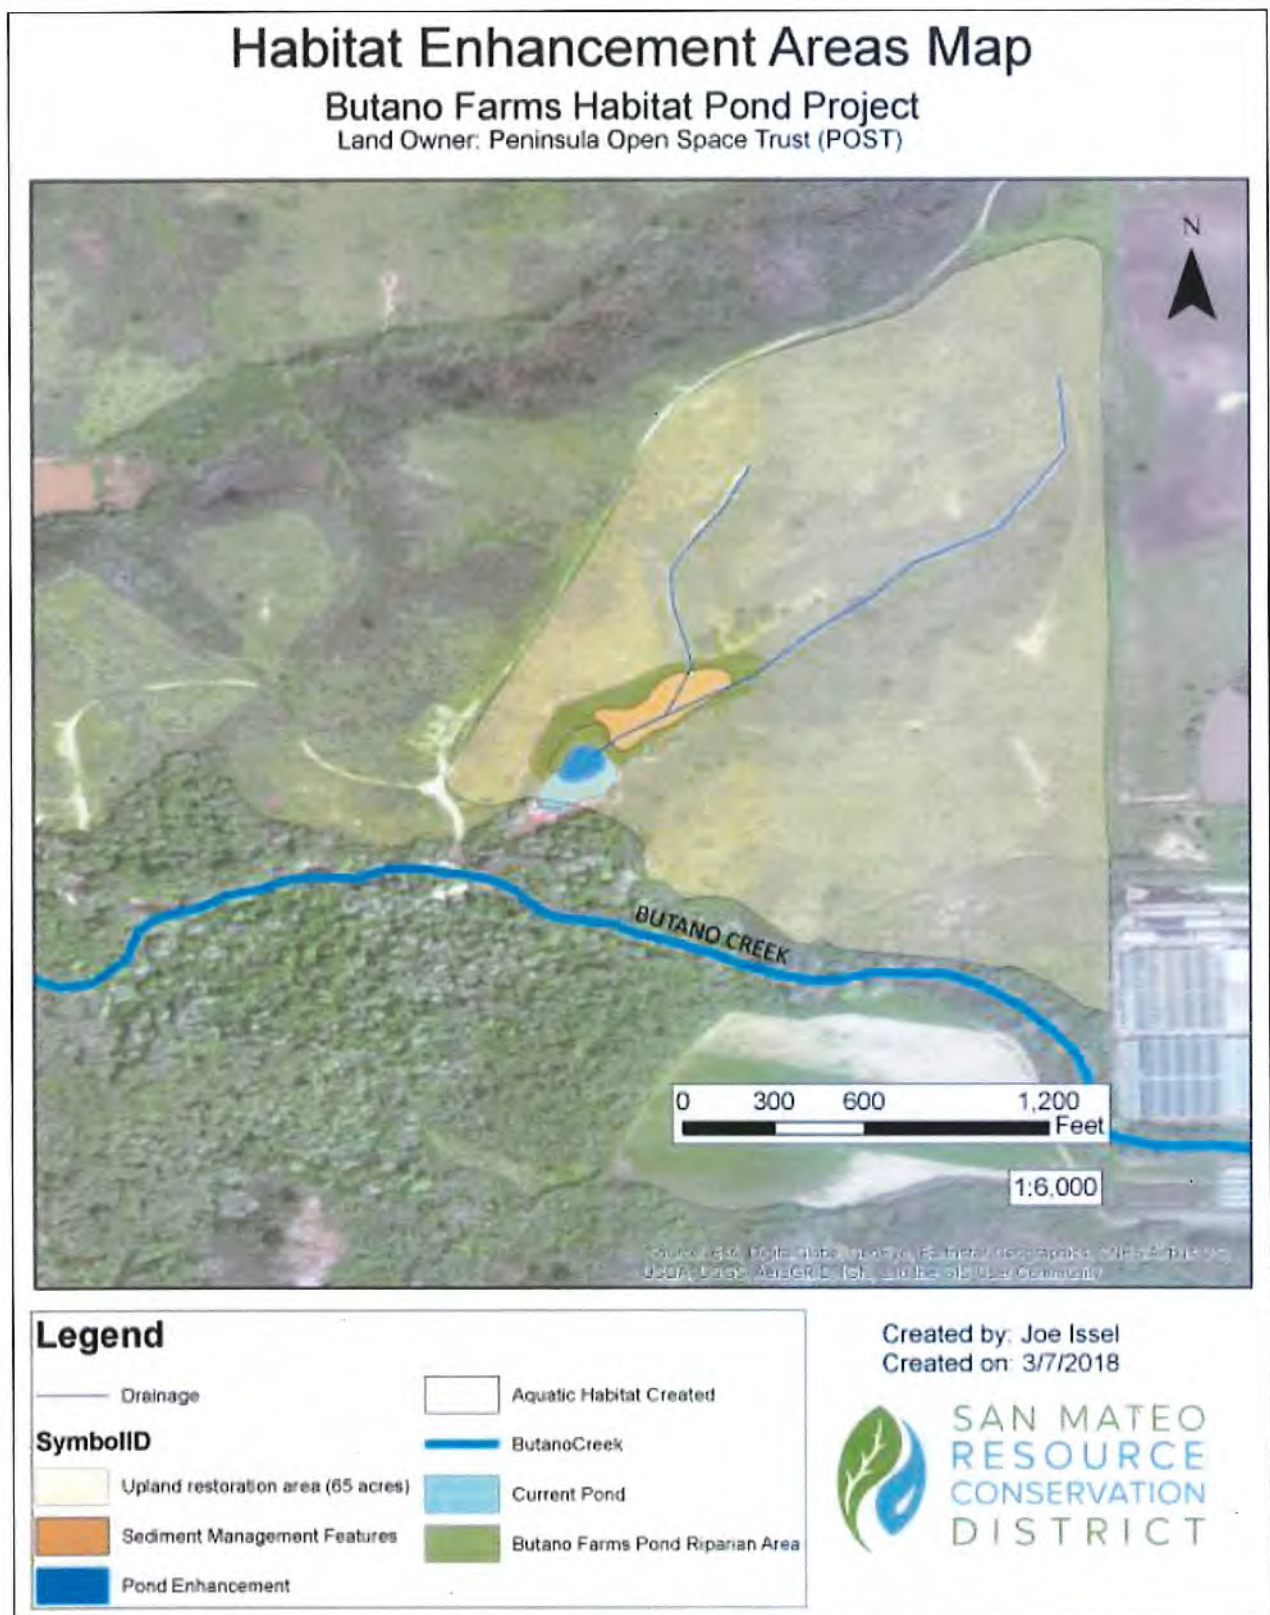 Habitat Enhancement Areas Map
Butano Farms Habitat Pond Project
Land Owner: Peninsula Open Space Trust (POST)
N
BUTANO CREEK
0 300 600 1,200
Feet
1:6,000
Legend
Drainage
SymbolID
Upland restoration area (65 acres)
Sediment Management Features
Pond Enhancement
Aquatic Habitat Created
ButanoCreek
Current Pond
Butano Farms Pond Riparian Area
Created by: Joe Issel
Created on: 3/7/2018
SAN MATEO
RESOURCE
CONSERVATION
DISTRICT